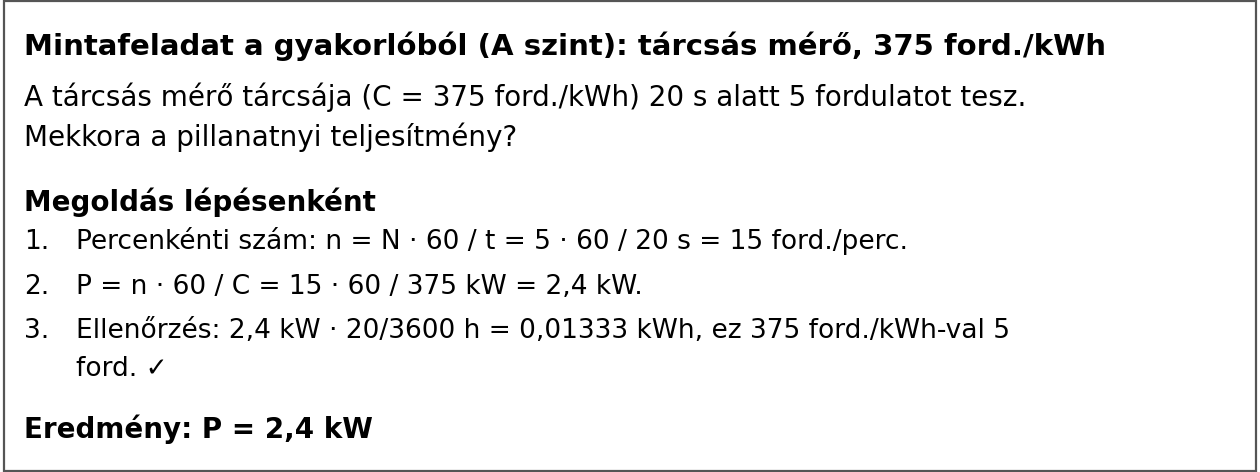 Mintafeladat a gyakorlóból (A szint): tárcsás mérő, 375 ford./kWh
A tárcsás mérő tárcsája (C = 375 ford./kWh) 20 s alatt 5 fordulatot tesz.
Mekkora a pillanatnyi teljesítmény?
Megoldás lépésenként
1. Percenkénti szám: n = N · 60 / t = 5 · 60 / 20 s = 15 ford./perc.
2. P = n · 60 / C = 15 · 60 / 375 kW = 2,4 kW.
3. Ellenőrzés: 2,4 kW · 20/3600 h = 0,01333 kWh, ez 375 ford./kWh-val 5
ford. ✓
Eredmény: P = 2,4 kW